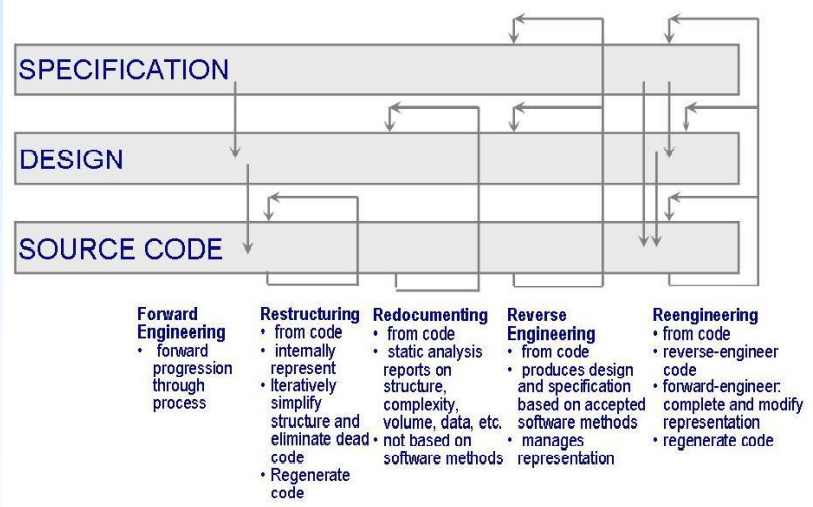 SPECIFICATION
DESIGN
SOURCE CODE
Forward
Engineering
• forward
progression
through
process
Restructuring
• from code
• internally
represent
• Iteratively
simplify
structure and
eliminate dead
code
• Regenerate
code
Redocumenting
• from code
• static analysis
reports on
structure,
complexity,
volume, data, etc.
• not based on
software methods
Reverse
Engineering
• from code
• produces design
and specification
based on accepted
software methods
• manages
representation
Reengineering
• from code
• reverse-engineer
code
• forward-engineer:
complete and modify
representation
• regenerate code